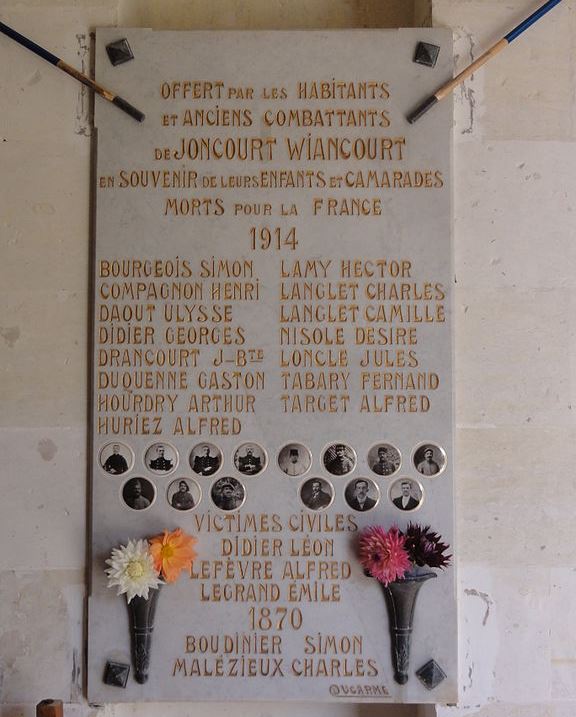 OFFERT PAR LES HABITANTS
ET ANCIENS COMBATTANTS
DE JONCOURT WIANCOURT
EN SOUVENIR DE LEURS ENFANTS ET CAMARADES
MORTS POUR LA FRANCE
1914
BOURGEOIS SIMON
COMPAGNON HENRI
DAOUT ULYSSE
DIDIER GEORGES
DRANCOURT J-BTE
DUQUENNE GASTON
HOURDRY ARTHUR
HURIEZ ALFRED
LAMY HECTOR
LANGLET CHARLES
LANGLET CAMILLE
NISOLE DESIRE
LONCLE JULES
TABARY FERNAND
TARGET ALFRED
VICTIMES CIVILES
DIDIER LÉON
LEFÈVRE ALFRED
LEGRAND ÉMILE
1870
BOUDINIER SIMON
MALÉZIEUX CHARLES